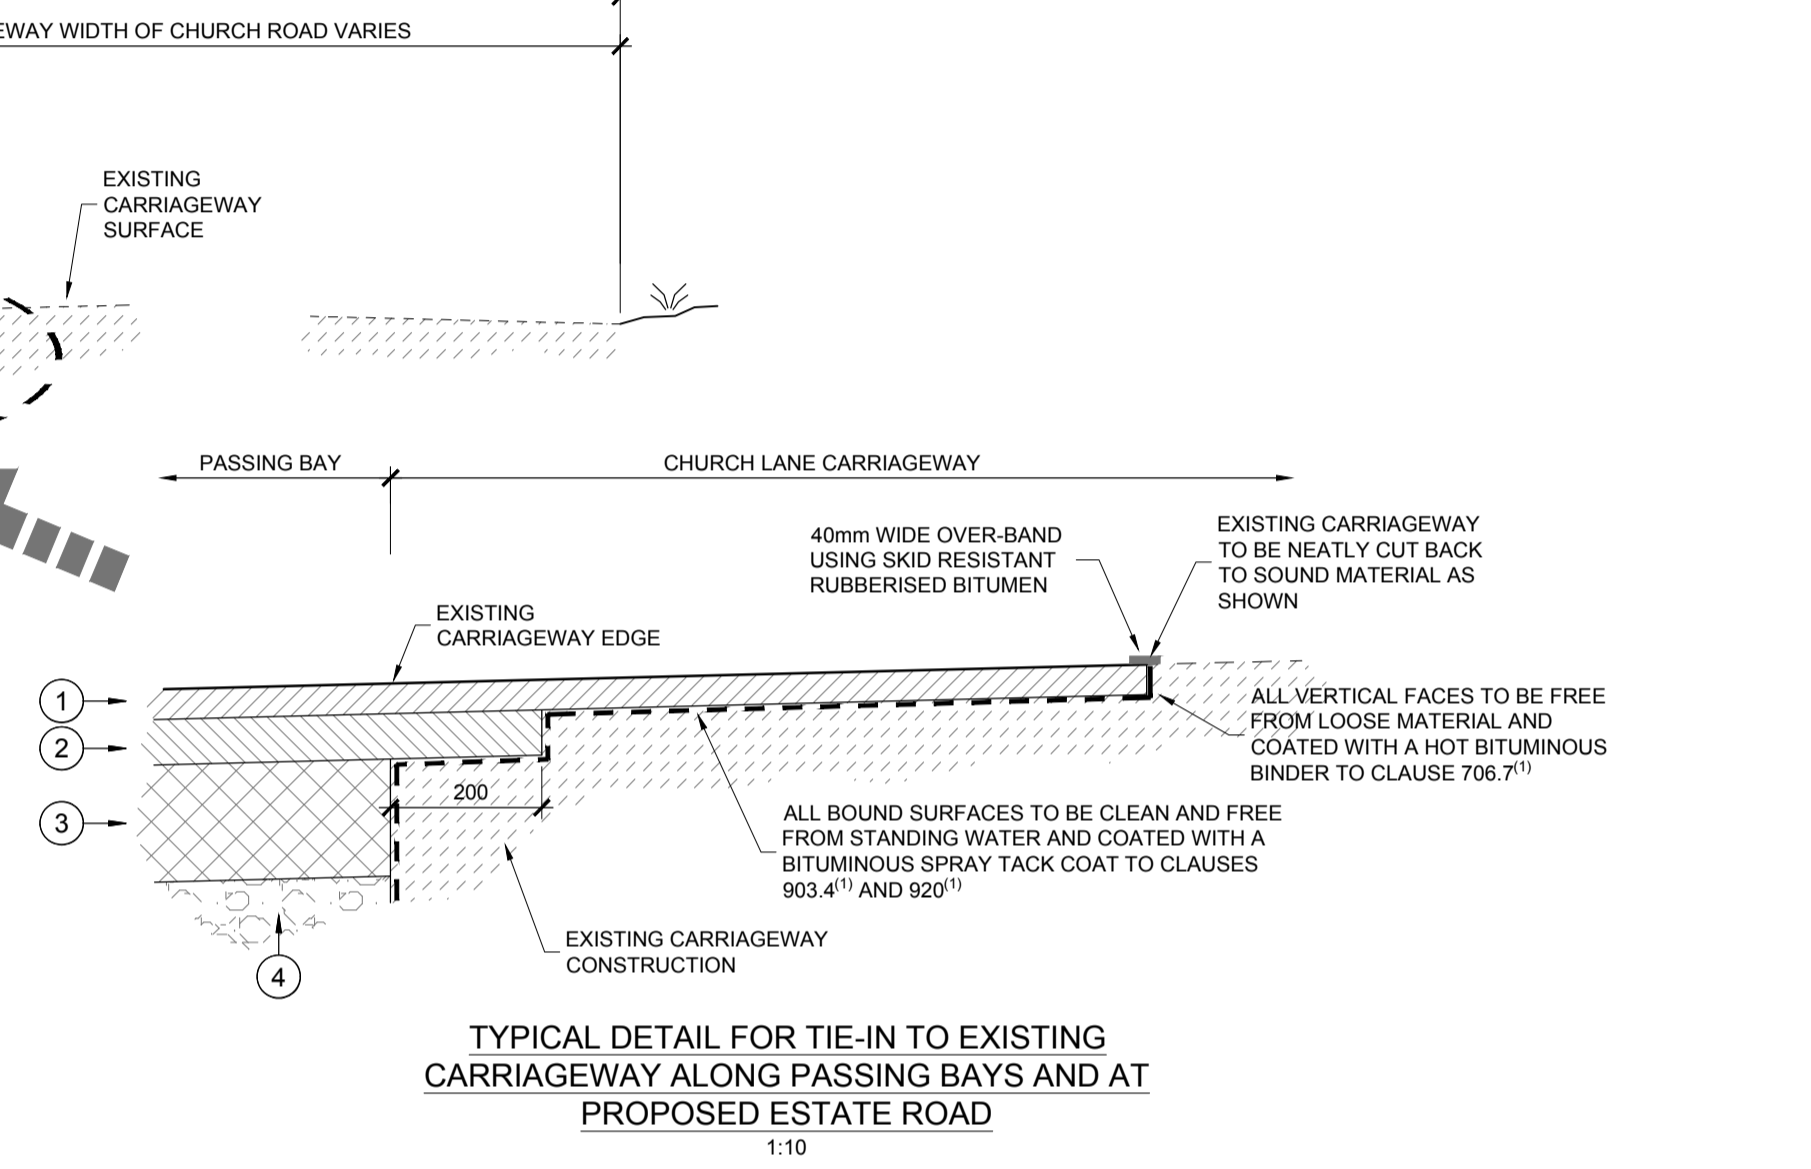 EWAY WIDTH OF CHURCH ROAD VARIES
EXISTING
CARRIAGEWAY
SURFACE
PASSING BAY
CHURCH LANE CARRIAGEWAY
40mm WIDE OVER-BAND
USING SKID RESISTANT
RUBBERISED BITUMEN
EXISTING CARRIAGEWAY
TO BE NEATLY CUT BACK
TO SOUND MATERIAL AS
SHOWN
EXISTING
CARRIAGEWAY EDGE
1
2
3
4
200
ALL VERTICAL FACES TO BE FREE
FROM LOOSE MATERIAL AND
COATED WITH A HOT BITUMINOUS
BINDER TO CLAUSE 706.7(1)
ALL BOUND SURFACES TO BE CLEAN AND FREE
FROM STANDING WATER AND COATED WITH A
BITUMINOUS SPRAY TACK COAT TO CLAUSES
903.4(1) AND 920(1)
EXISTING CARRIAGEWAY
CONSTRUCTION
TYPICAL DETAIL FOR TIE-IN TO EXISTING
CARRIAGEWAY ALONG PASSING BAYS AND AT
PROPOSED ESTATE ROAD
1:10